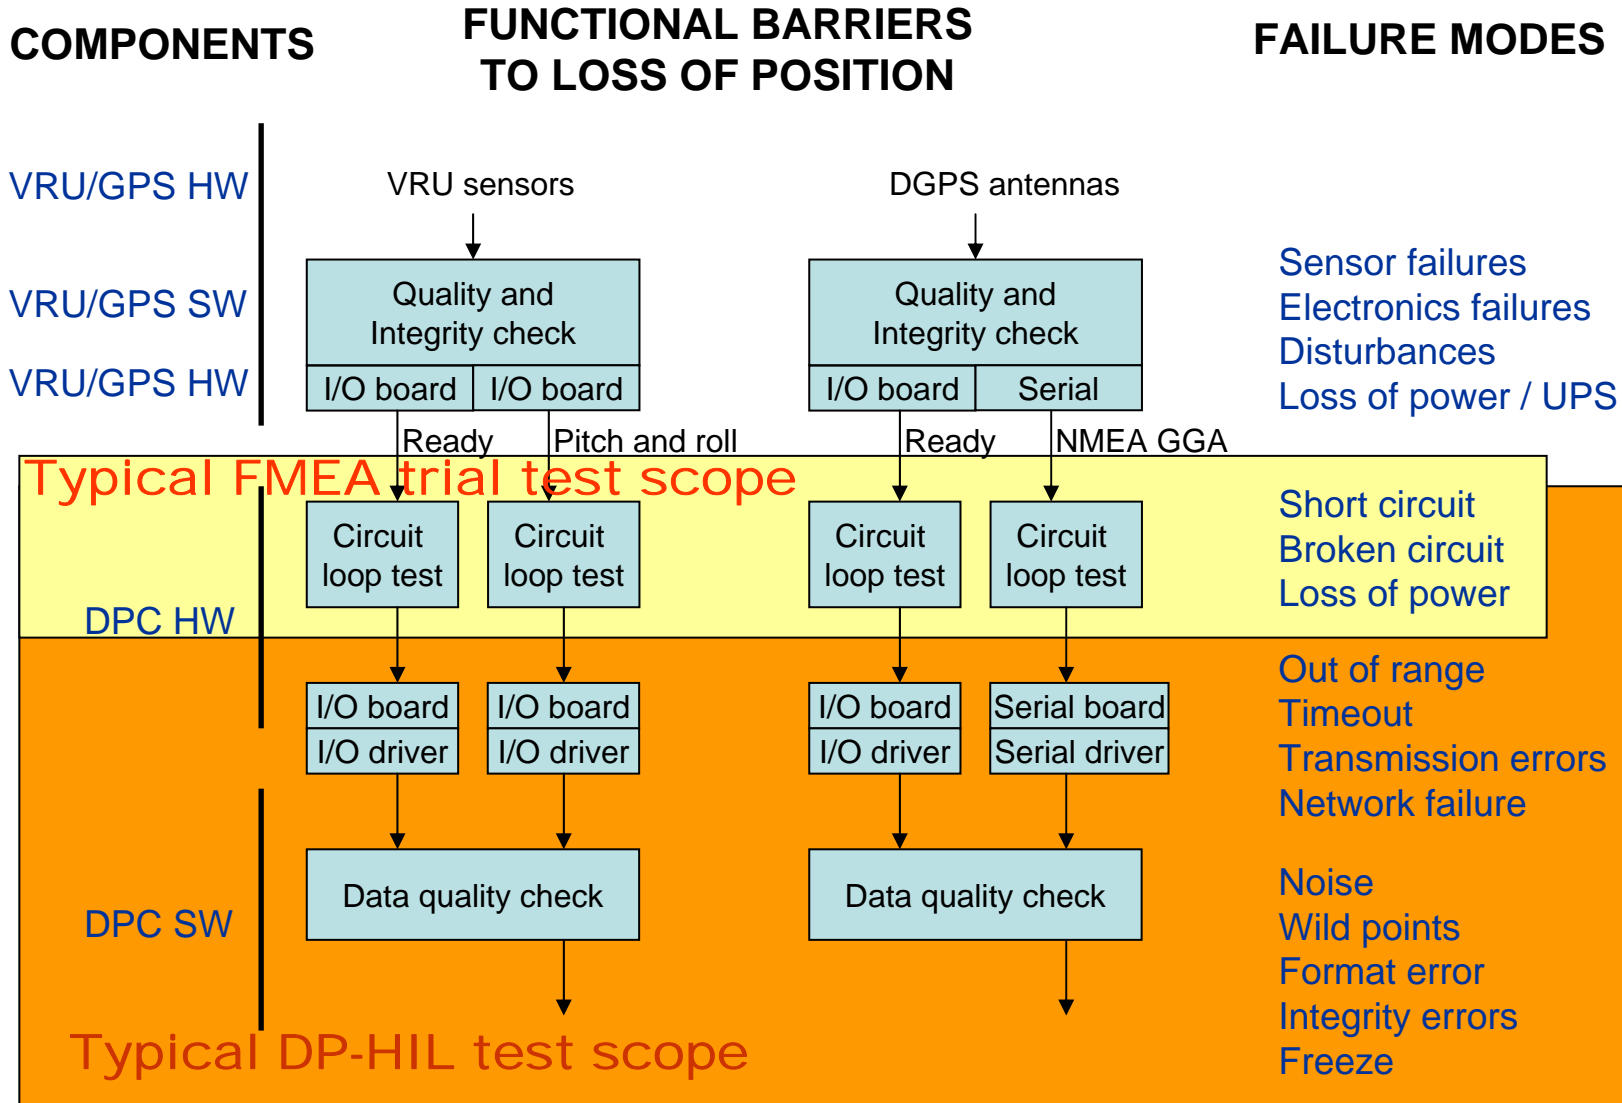 COMPONENTS
FUNCTIONAL BARRIERS
TO LOSS OF POSITION
FAILURE MODES
VRU/GPS HW
VRU sensors
DGPS antennas
VRU/GPS SW
Quality and
Integrity check
Quality and
Integrity check
Sensor failures
Electronics failures
Disturbances
Loss of power / UPS
VRU/GPS HW
I/O board
I/O board
I/O board
Serial
Ready
Pitch and roll
Ready
NMEA GGA
Typical FMEA trial test scope
Circuit
loop test
Circuit
loop test
Circuit
loop test
Circuit
loop test
Short circuit
Broken circuit
Loss of power
DPC HW
I/O board
I/O driver
I/O board
I/O driver
I/O board
I/O driver
Serial board
Serial driver
Out of range
Timeout
Transmission errors
Network failure
DPC SW
Data quality check
Data quality check
Noise
Wild points
Format error
Integrity errors
Freeze
Typical DP-HIL test scope